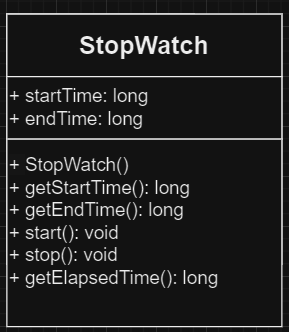 StopWatch
+ startTime: long
+ endTime: long
+ StopWatch()
+ getStartTime(): long
+ getEndTime(): long
+ start(): void
+ stop(): void
+ getElapsedTime(): long